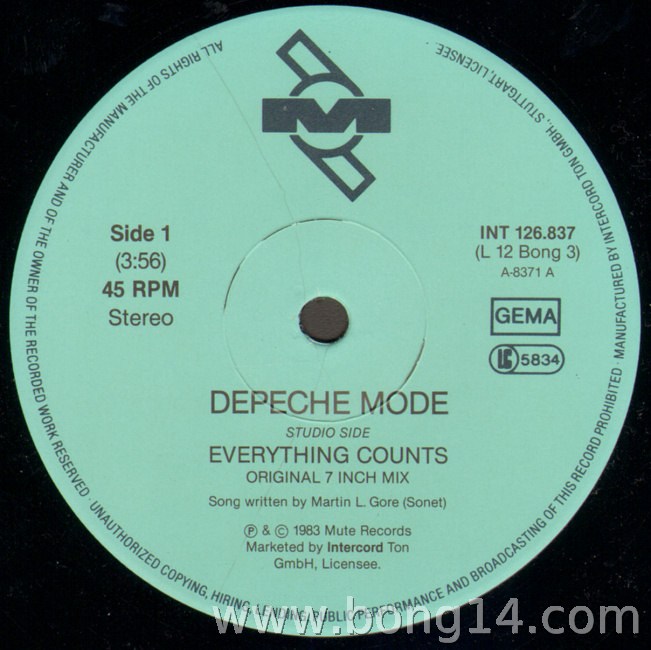 M
Side 1
(3:56)
45 RPM
Stereo
INT 126.837
(L 12 Bong 3)
A-8371 A
GEMA
LC 5834
DEPECHE MODE
STUDIO SIDE
EVERYTHING COUNTS
ORIGINAL 7 INCH MIX
Song written by Martin L. Gore (Sonet)
Ⓟ & © 1983 Mute Records
Marketed by Intercord Ton
GmbH, Licensee.
ALL RIGHTS OF THE MANUFACTURER AND OF THE OWNER OF THE RECORDED WORK RESERVED · UNAUTHORIZED COPYING, HIRING, LENDING, PUBLIC PERFORMANCE AND BROADCASTING OF THIS RECORD PROHIBITED · MANUFACTURED BY INTERCORD TON GMBH., STUTTGART, LICENSEE
www.bong14.com